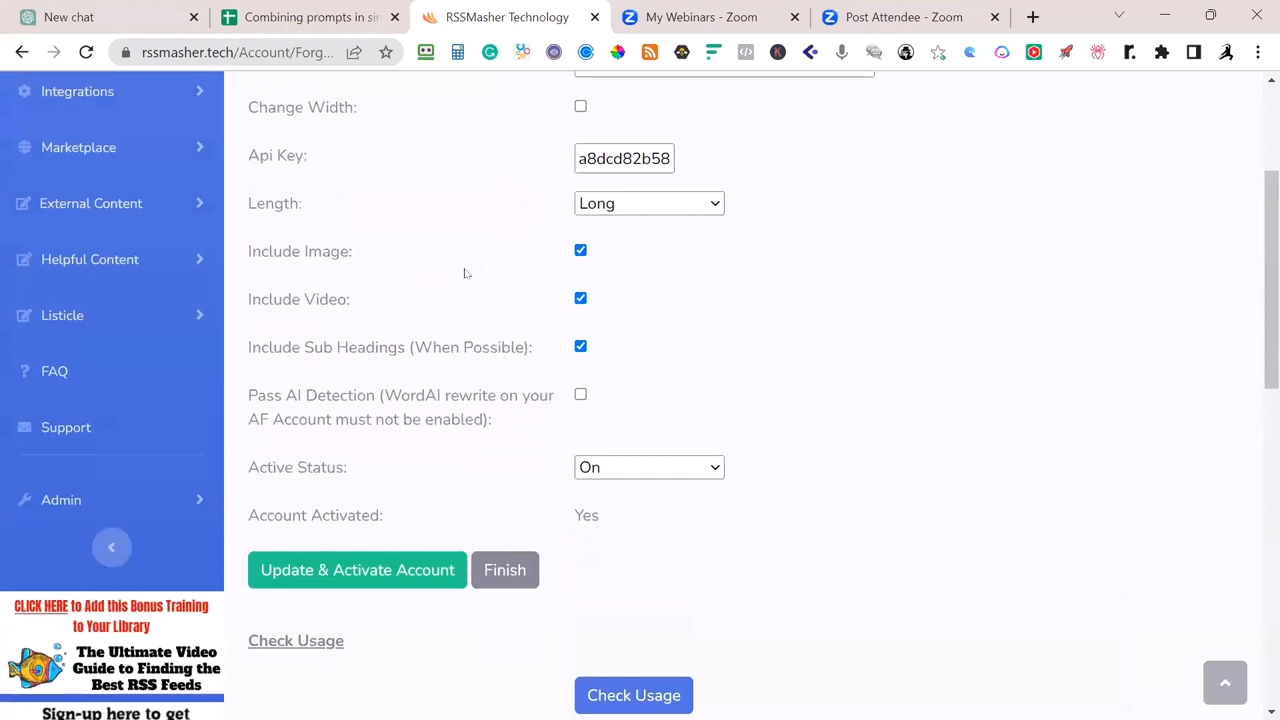 New chat
Combining prompts in sir
RSSMasher Technology
My Webinars - Zoom
Post Attendee - Zoom
rssmasher.tech/Account/Forg...
Integrations
Marketplace
External Content
Helpful Content
Listicle
FAQ
Support
Admin
CLICK HERE to Add this Bonus Training
to Your Library
The Ultimate Video
Guide to Finding the
Best RSS Feeds
Sign-up here to get
Change Width:
Api Key:
a8dcd82b58
Length:
Long
Include Image:
Include Video:
Include Sub Headings (When Possible):
Pass AI Detection (WordAI rewrite on your
AF Account must not be enabled):
Active Status:
On
Account Activated:
Yes
Update & Activate Account
Finish
Check Usage
Check Usage